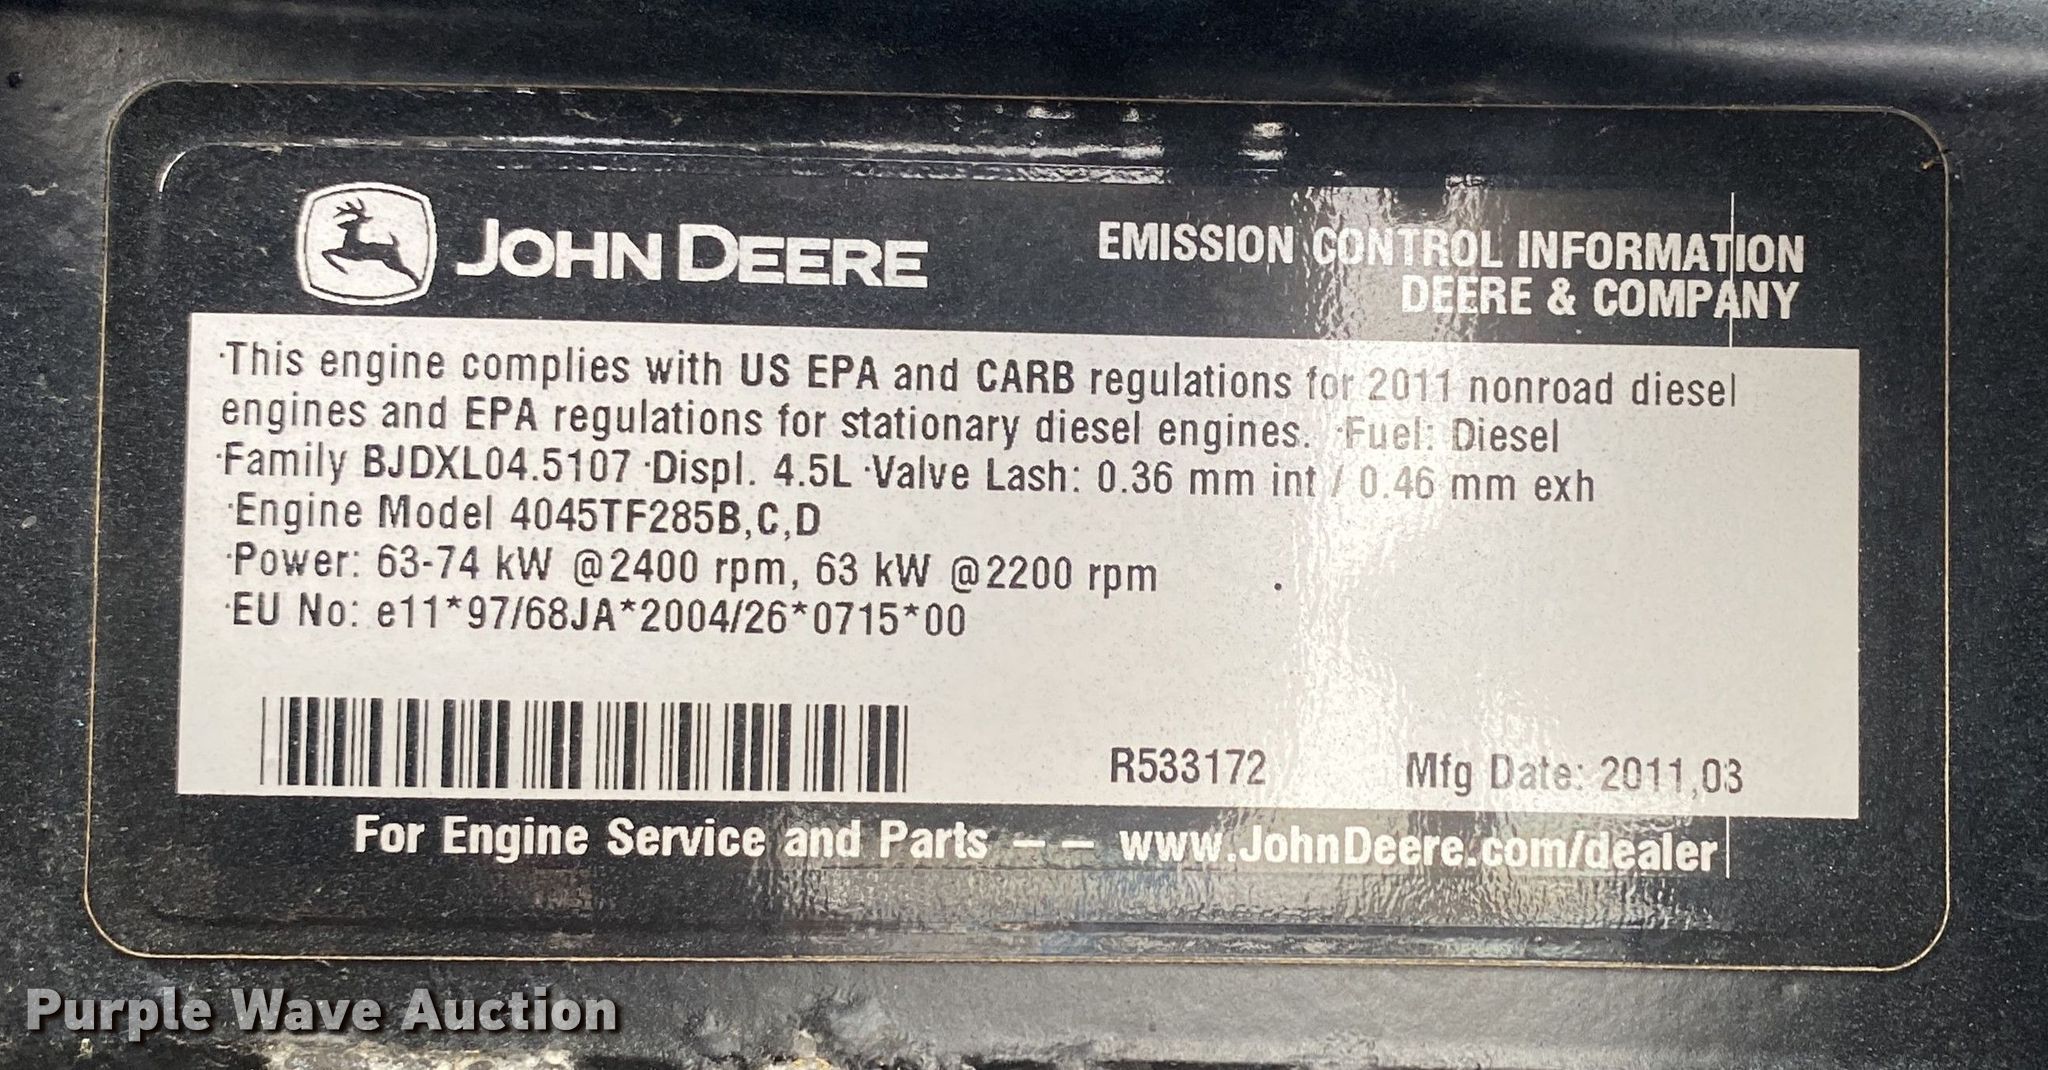 JOHN DEERE
EMISSION CONTROL INFORMATION
DEERE & COMPANY
·This engine complies with US EPA and CARB regulations for 2011 nonroad diesel
engines and EPA regulations for stationary diesel engines. ·Fuel: Diesel
·Family BJDXL04.5107 ·Displ. 4.5L ·Valve Lash: 0.36 mm int / 0.46 mm exh
·Engine Model 4045TF285B,C,D
·Power: 63-74 kW @2400 rpm, 63 kW @2200 rpm .
·EU No: e11*97/68JA*2004/26*0715*00
R533172 Mfg Date: 2011,03
For Engine Service and Parts – – www.JohnDeere.com/dealer
Purple Wave Auction